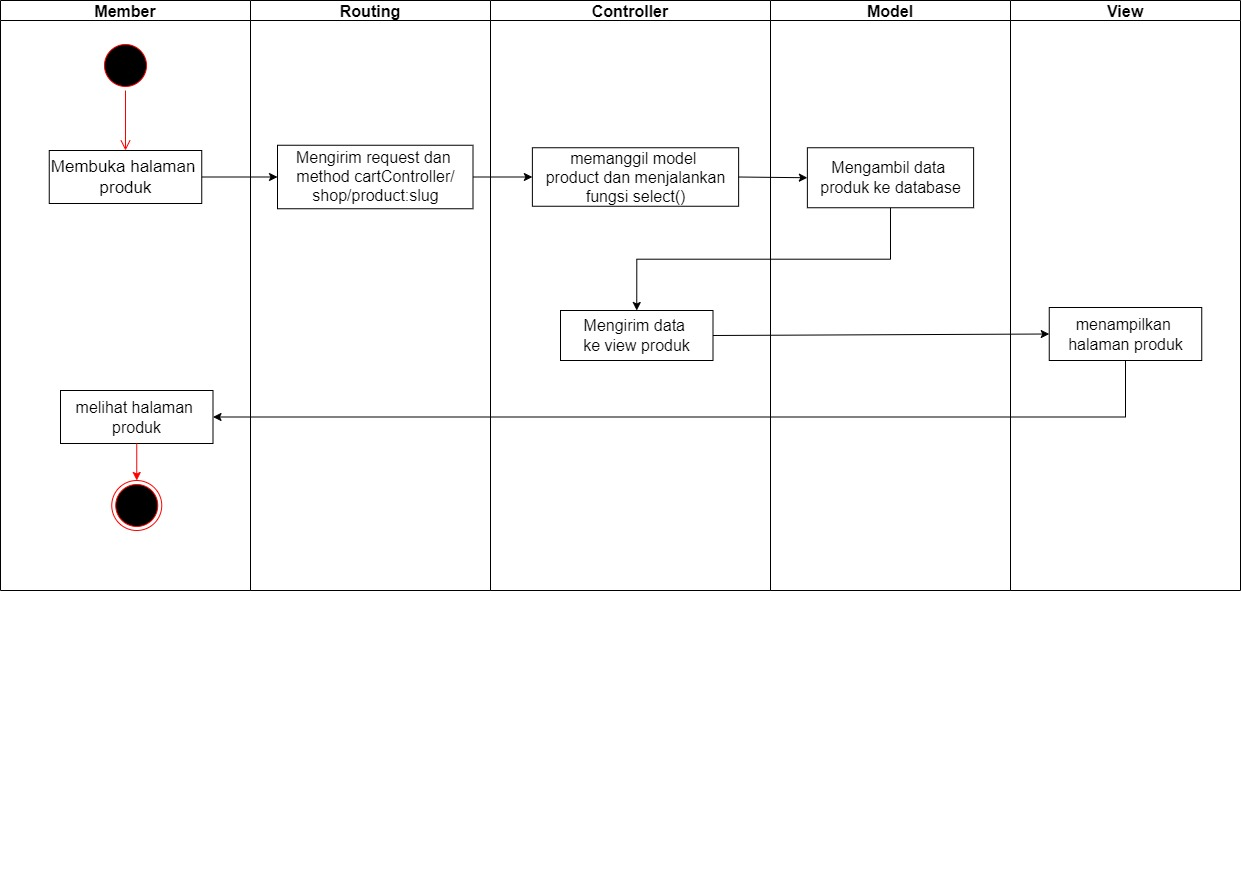 Member
Routing
Controller
Model
View
Membuka halaman
produk
Mengirim request dan
method cartController/
shop/product:slug
memanggil model
product dan menjalankan
fungsi select()
Mengambil data
produk ke database
Mengirim data
ke view produk
menampilkan
halaman produk
melihat halaman
produk